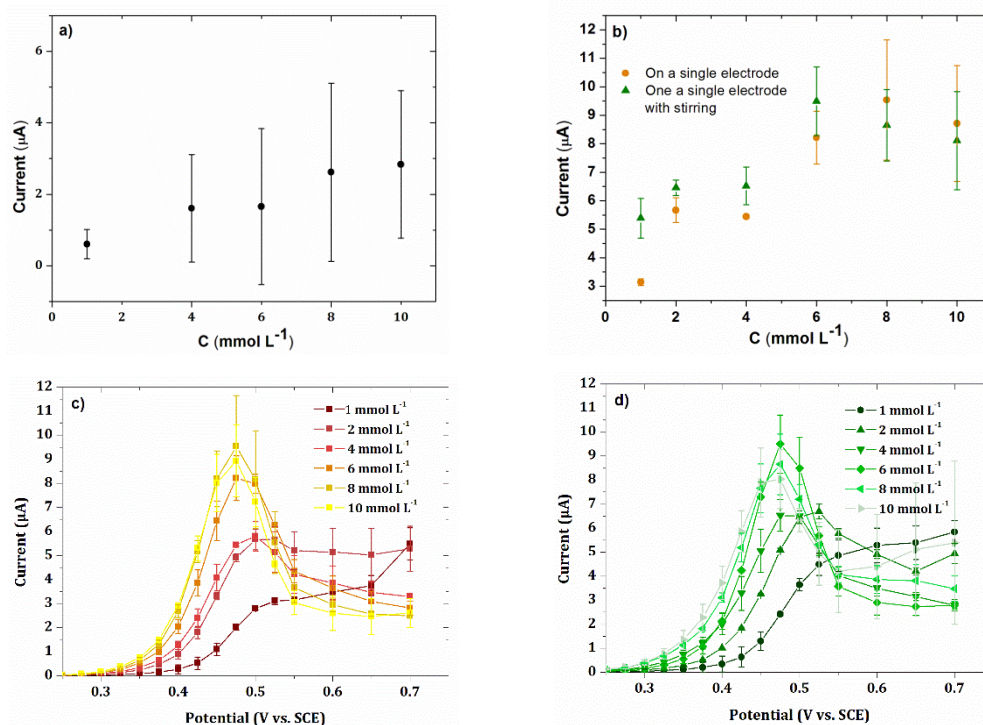 a)
6
4
2
0
Current (μA)
0 2 4 6 8 10
C (mmol L-1)
b)
On a single electrode
One a single electrode
with stirring
12
11
10
9
8
7
6
5
4
3
Current (μA)
0 2 4 6 8 10
C (mmol L-1)
c)
1 mmol L-1
2 mmol L-1
4 mmol L-1
6 mmol L-1
8 mmol L-1
10 mmol L-1
12
11
10
9
8
7
6
5
4
3
2
1
0
Current (μA)
0.3 0.4 0.5 0.6 0.7
Potential (V vs. SCE)
d)
1 mmol L-1
2 mmol L-1
4 mmol L-1
6 mmol L-1
8 mmol L-1
10 mmol L-1
12
11
10
9
8
7
6
5
4
3
2
1
0
Current (μA)
0.3 0.4 0.5 0.6 0.7
Potential (V vs. SCE)